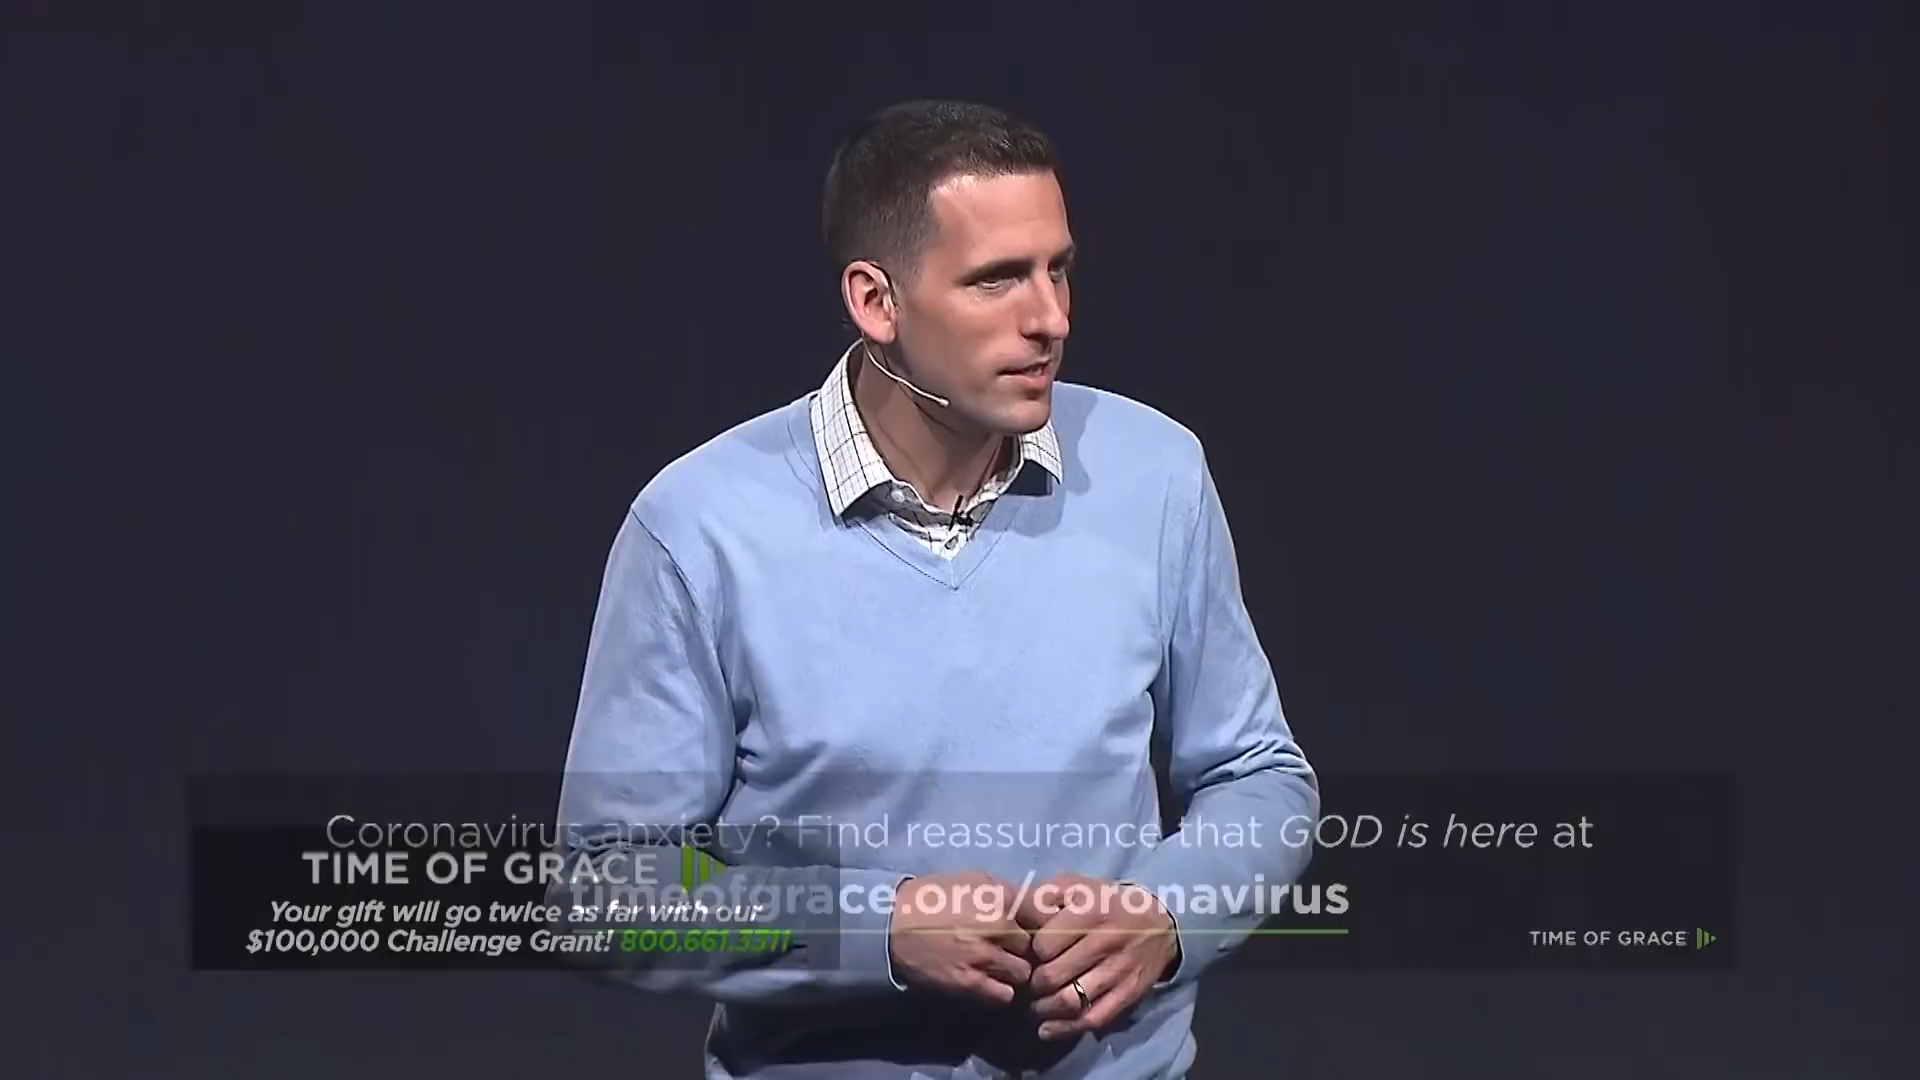 Coronavirus anxiety? Find reassurance that GOD is here at
timeofgrace.org/coronavirus
TIME OF GRACE
Your gift will go twice as far with our
$100,000 Challenge Grant! 800.661.3311
TIME OF GRACE